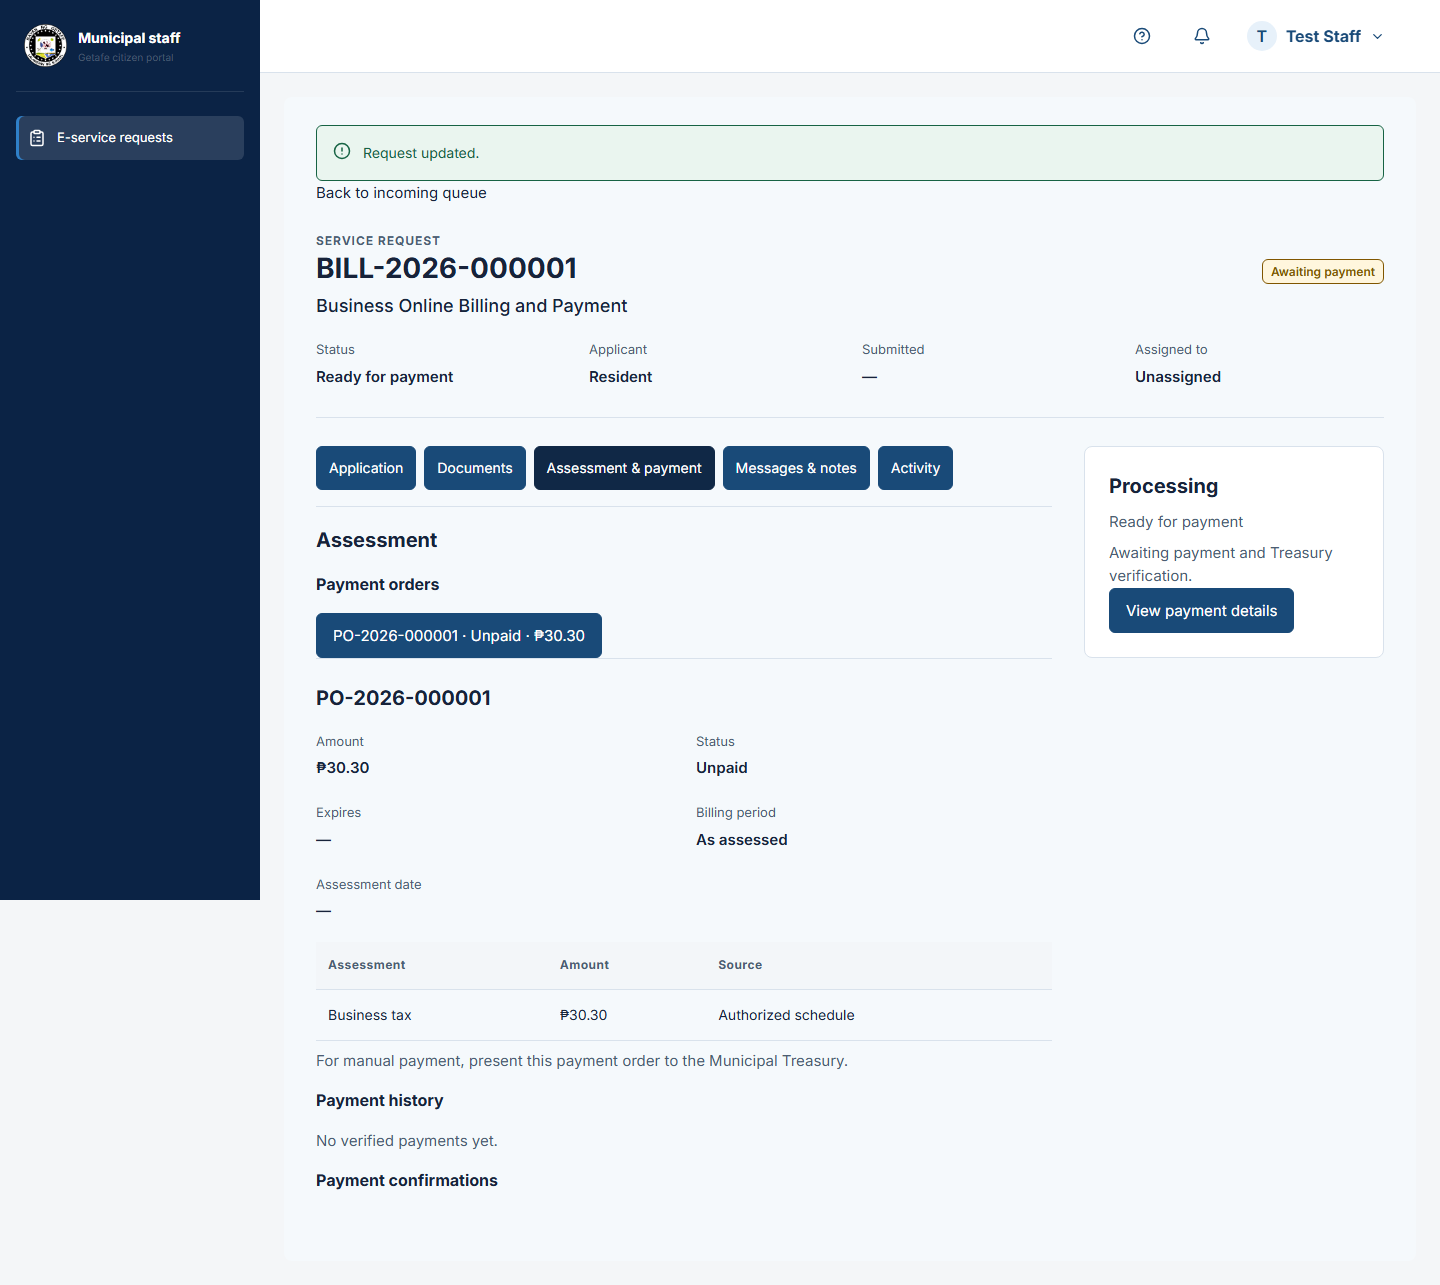 Municipal staff
Getafe citizen portal
E-service requests
T Test Staff
Request updated.
Back to incoming queue
SERVICE REQUEST
BILL-2026-000001
Awaiting payment
Business Online Billing and Payment
Status Applicant Submitted Assigned to
Ready for payment Resident — Unassigned
Application Documents Assessment & payment Messages & notes Activity
Assessment
Payment orders
PO-2026-000001 · Unpaid · ₱30.30
Processing
Ready for payment
Awaiting payment and Treasury
verification.
View payment details
PO-2026-000001
Amount Status
₱30.30 Unpaid
Expires Billing period
— As assessed
Assessment date
—
Assessment Amount Source
Business tax ₱30.30 Authorized schedule
For manual payment, present this payment order to the Municipal Treasury.
Payment history
No verified payments yet.
Payment confirmations